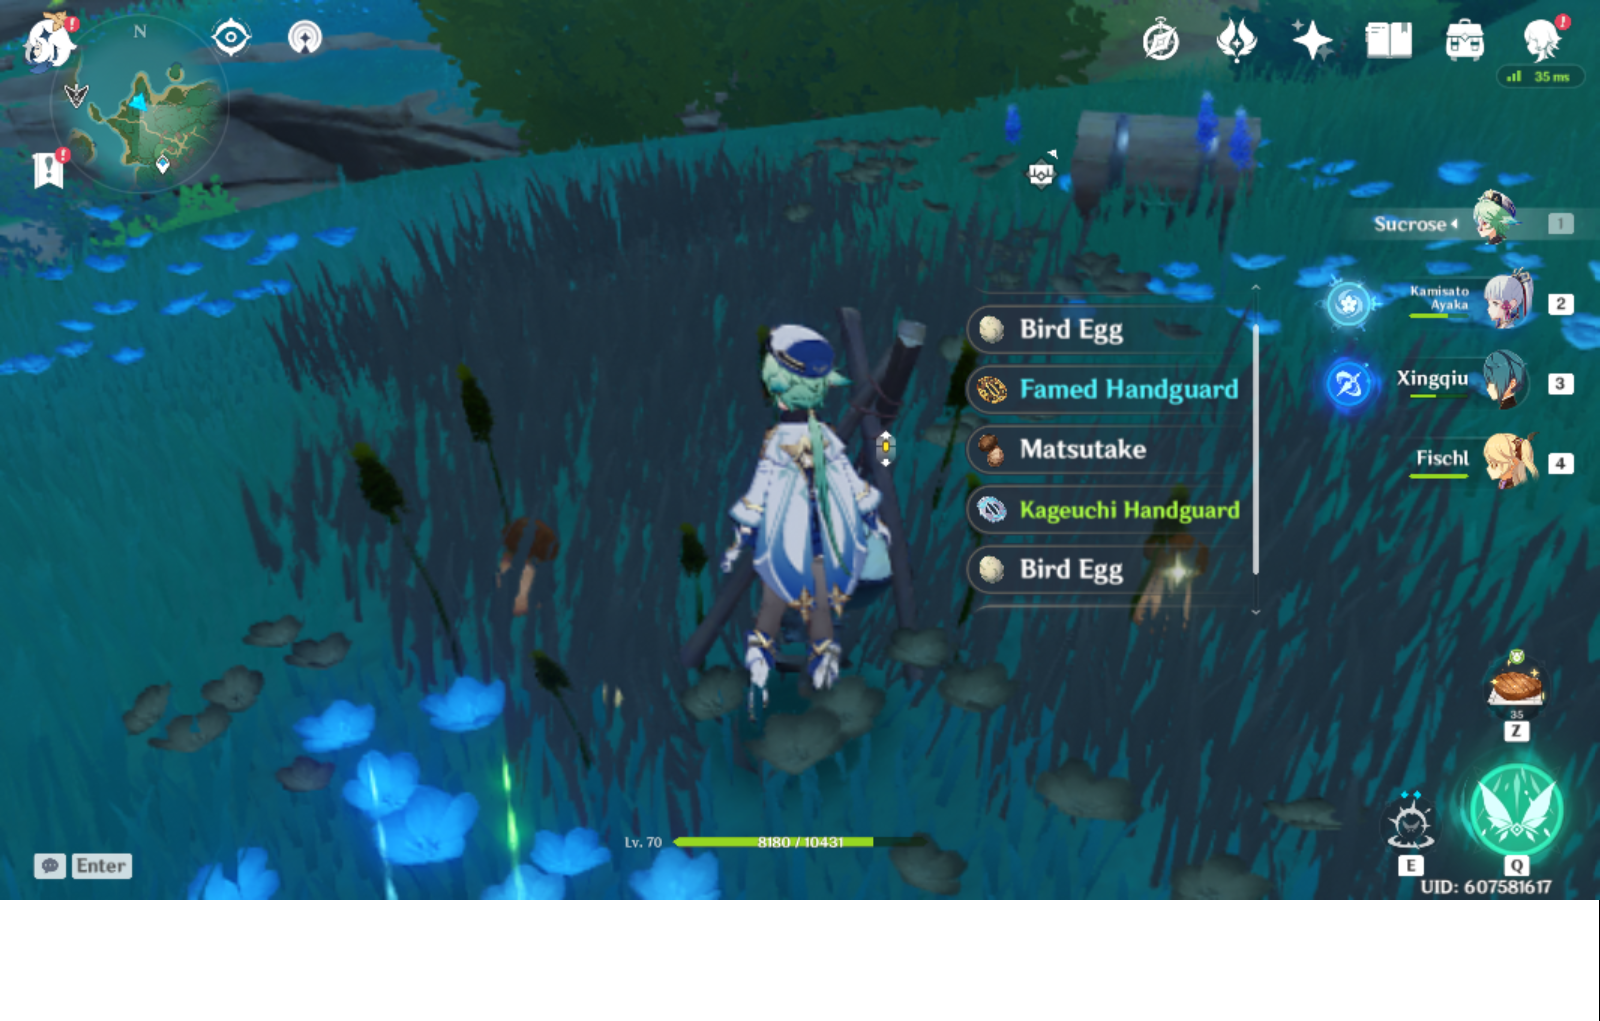 N
35 ms
Sucrose
1
Kamisato
Ayaka
2
Xingqiu
3
Fischl
4
Bird Egg
Famed Handguard
Matsutake
Kageuchi Handguard
Bird Egg
35
Z
Lv. 70
8180 / 10431
Enter
E
Q
UID: 607581617